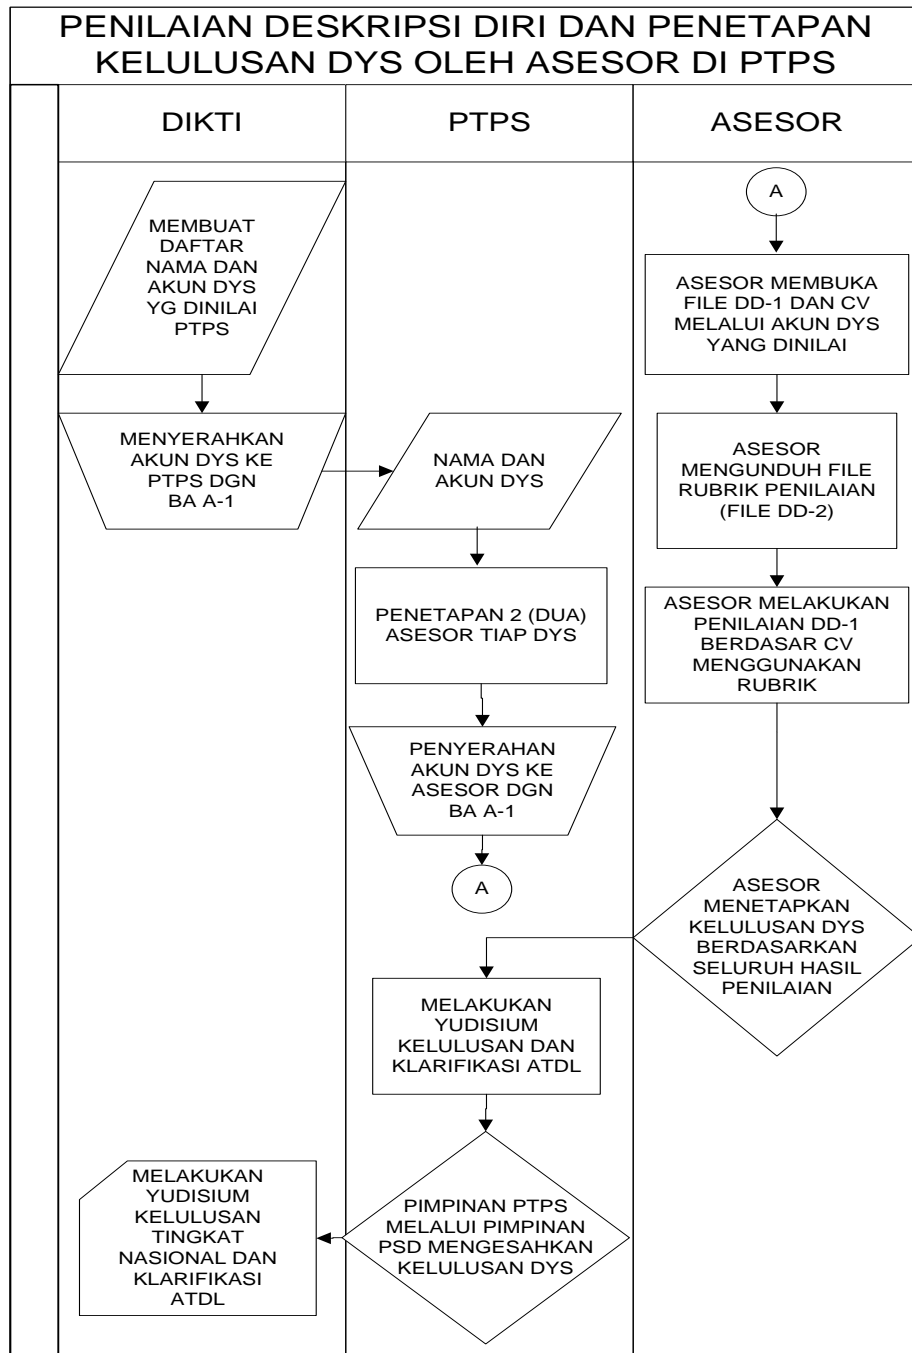 PENILAIAN DESKRIPSI DIRI DAN PENETAPAN
KELULUSAN DYS OLEH ASESOR DI PTPS
DIKTI
PTPS
ASESOR
MEMBUAT
DAFTAR
NAMA DAN
AKUN DYS
YG DINILAI
PTPS
MENYERAHKAN
AKUN DYS KE
PTPS DGN
BA A-1
NAMA DAN
AKUN DYS
PENETAPAN 2 (DUA)
ASESOR TIAP DYS
PENYERAHAN
AKUN DYS KE
ASESOR DGN
BA A-1
A
A
ASESOR MEMBUKA
FILE DD-1 DAN CV
MELALUI AKUN DYS
YANG DINILAI
ASESOR
MENGUNDUH FILE
RUBRIK PENILAIAN
(FILE DD-2)
ASESOR MELAKUKAN
PENILAIAN DD-1
BERDASAR CV
MENGGUNAKAN
RUBRIK
ASESOR
MENETAPKAN
KELULUSAN DYS
BERDASARKAN
SELURUH HASIL
PENILAIAN
MELAKUKAN
YUDISIUM
KELULUSAN DAN
KLARIFIKASI ATDL
PIMPINAN PTPS
MELALUI PIMPINAN
PSD MENGESAHKAN
KELULUSAN DYS
MELAKUKAN
YUDISIUM
KELULUSAN
TINGKAT
NASIONAL DAN
KLARIFIKASI
ATDL